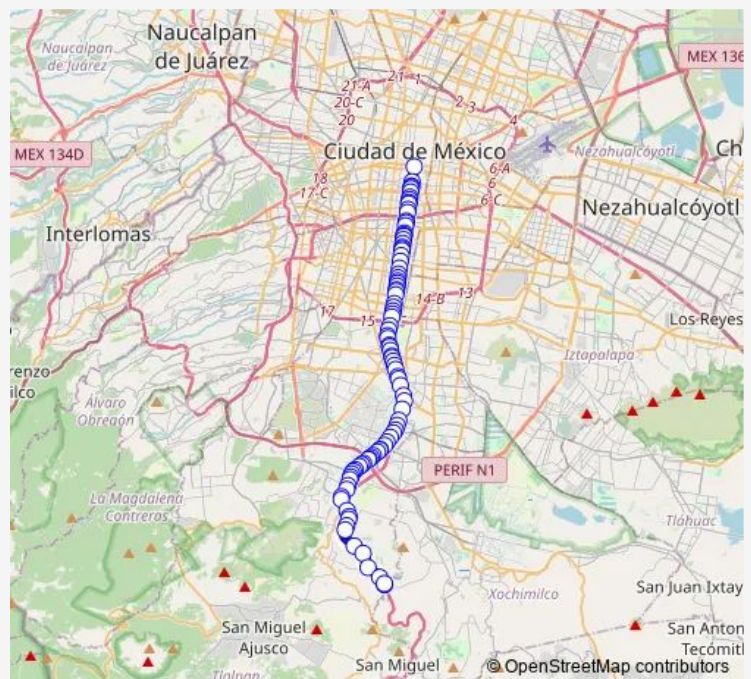 Naucalpan
de Juárez
Naucalpan
de Juárez
MEX 136
21-A
21
1
20-C
2
3
20
4
MEX 134D
Ciudad de México
Nezahualcóyotl
Ch
6-A
18
6
17-C
6-C
Nezahualcóyotl
Interlomas
14-B
13
17
15
Los Reyes
Iztapalapa
renzo
ilco
Álvaro
Obregón
PERIF N1
La Magdalena
Contreras
Tláhuac
Xochimilco
San Juan Ixtay
San Miguel
Ajusco
San Anton
Tecómitl
Tlalpan
San Miguel
© OpenStreetMap contributors